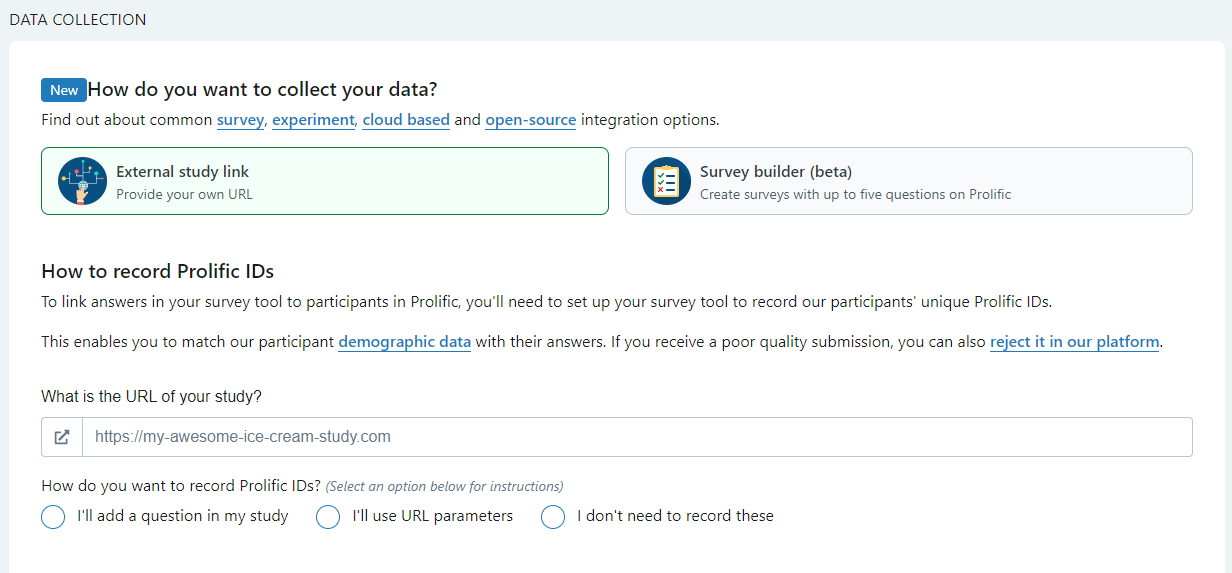 DATA COLLECTION
New How do you want to collect your data?
Find out about common survey, experiment, cloud based and open-source integration options.
External study link
Provide your own URL
Survey builder (beta)
Create surveys with up to five questions on Prolific
How to record Prolific IDs
To link answers in your survey tool to participants in Prolific, you'll need to set up your survey tool to record our participants' unique Prolific IDs.
This enables you to match our participant demographic data with their answers. If you receive a poor quality submission, you can also reject it in our platform.
What is the URL of your study?
https://my-awesome-ice-cream-study.com
How do you want to record Prolific IDs? (Select an option below for instructions)
I'll add a question in my study I'll use URL parameters I don't need to record these